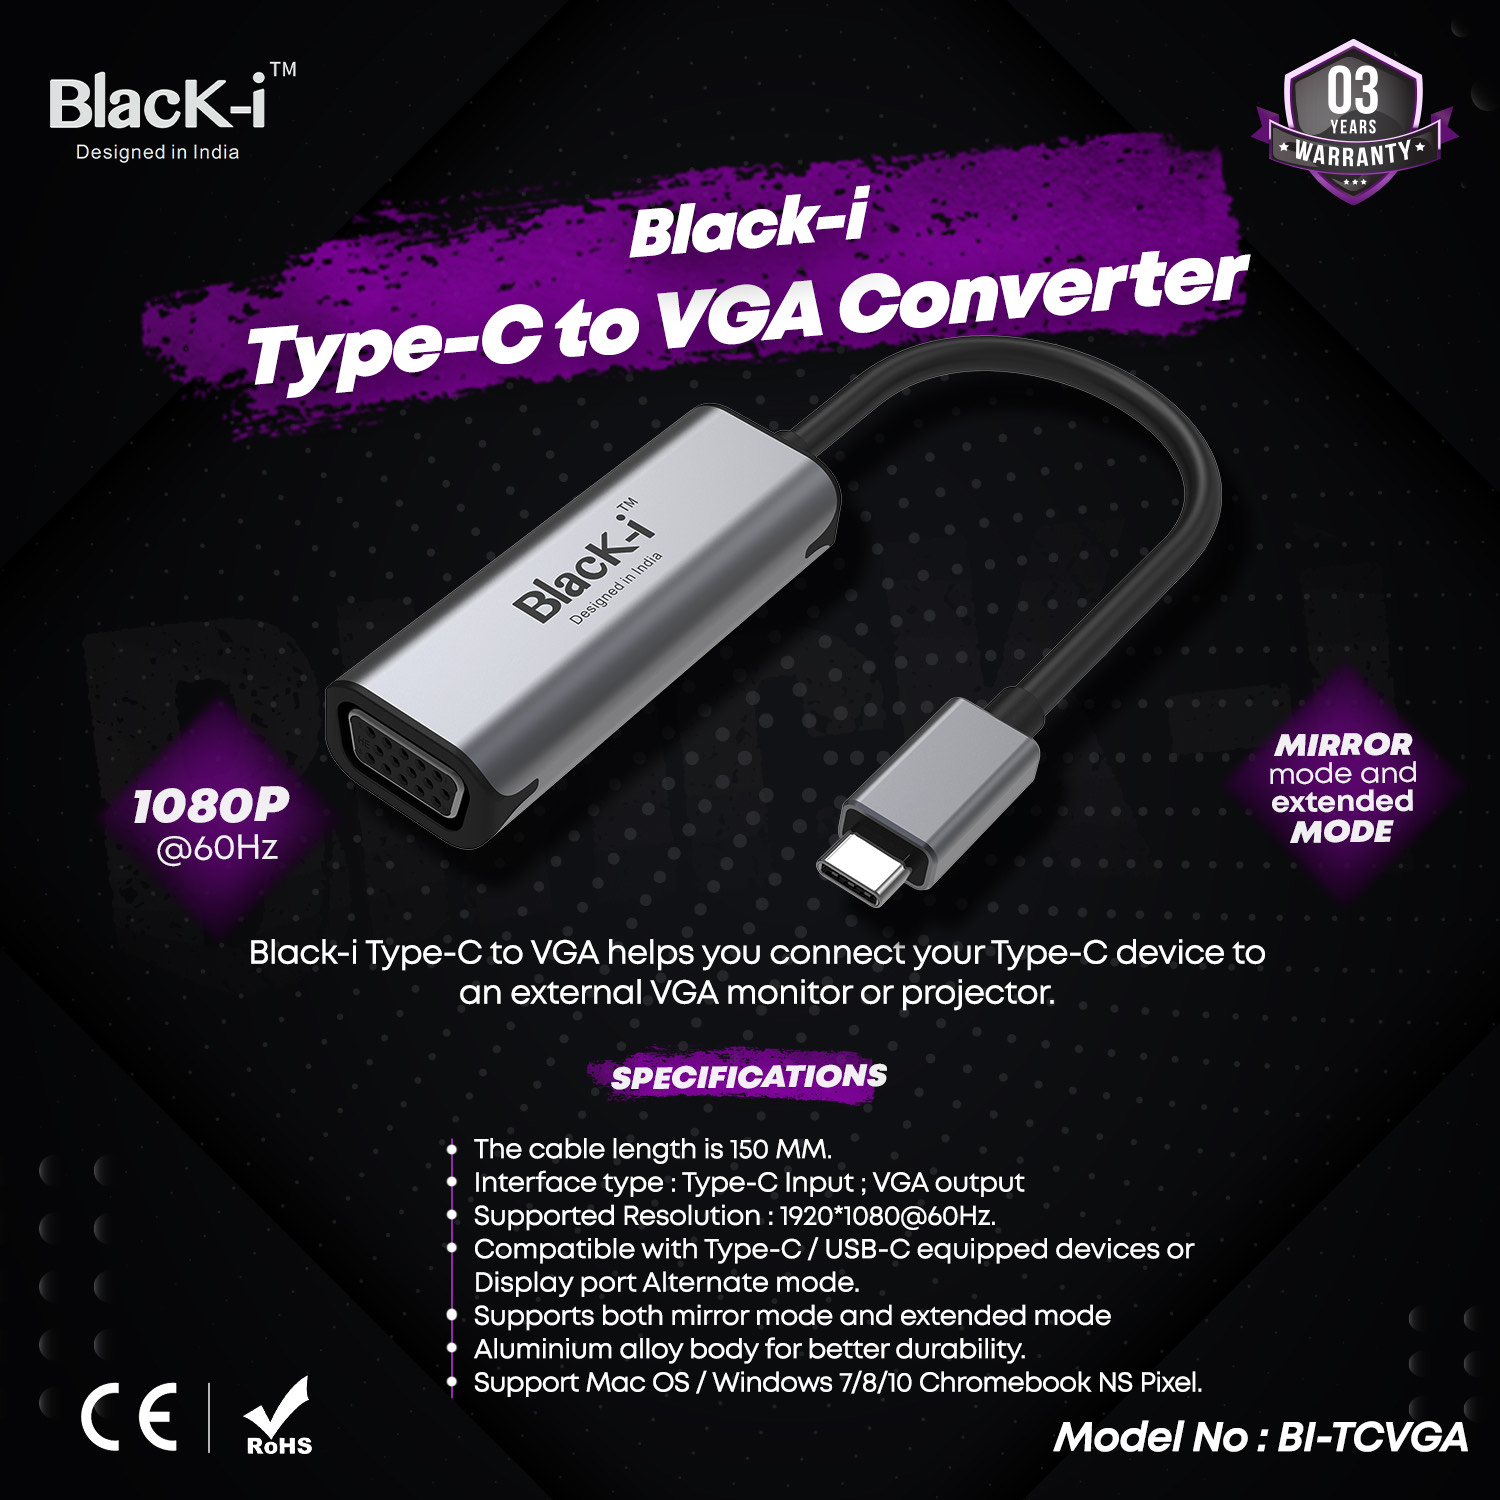 BlacK-i™
Designed in India
03
YEARS
WARRANTY
Black-i
Type-C to VGA Converter
BlacK-i™
Designed in India
1080P
@60Hz
MIRROR
mode and
extended
MODE
Black-i Type-C to VGA helps you connect your Type-C device to
an external VGA monitor or projector.
SPECIFICATIONS
The cable length is 150 MM.
Interface type : Type-C Input ; VGA output
Supported Resolution : 1920*1080@60Hz.
Compatible with Type-C / USB-C equipped devices or
Display port Alternate mode.
Supports both mirror mode and extended mode
Aluminium alloy body for better durability.
Support Mac OS / Windows 7/8/10 Chromebook NS Pixel.
CE
RoHS
Model No : BI-TCVGA